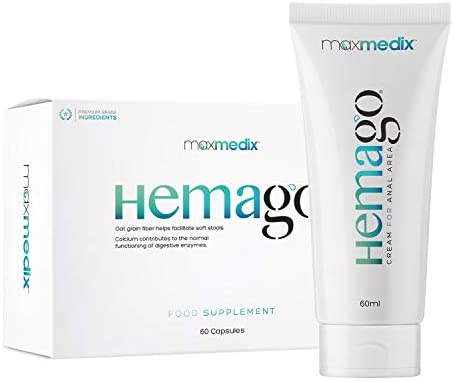 PREMIUM GRADE
INGREDIENTS
maxmedix
maxmedix
Hemago
Oat grain fiber helps facilitate soft stools.
Calcium contributes to the normal
functioning of digestive enzymes.
FOOD SUPPLEMENT
60 Capsules
maxmedix
Hemago
CREAM FOR ANAL AREA
60ml